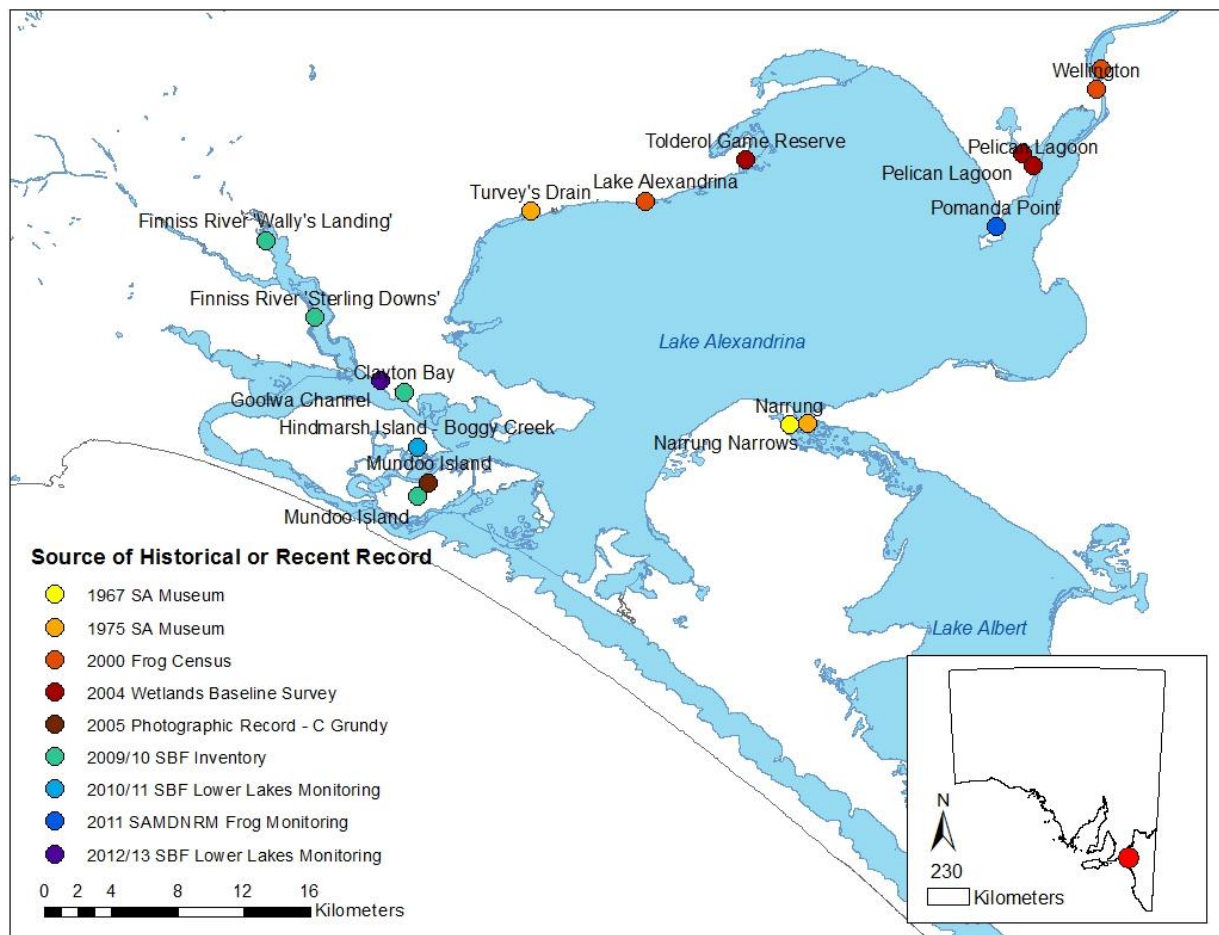 Wellington
Tolderol Game Reserve
Pelican Lagoon
Pelican Lagoon
Lake Alexandrina
Turvey's Drain
Pomanda Point
Finniss River 'Wally's Landing'
Finniss River 'Sterling Downs'
Lake Alexandrina
Clayton Bay
Goolwa Channel
Narrung
Hindmarsh Island - Boggy Creek
Narrung Narrows
Mundoo Island
Mundoo Island
Source of Historical or Recent Record
1967 SA Museum
1975 SA Museum
2000 Frog Census
2004 Wetlands Baseline Survey
2005 Photographic Record - C Grundy
2009/10 SBF Inventory
2010/11 SBF Lower Lakes Monitoring
2011 SAMDNRM Frog Monitoring
2012/13 SBF Lower Lakes Monitoring
0 2 4 8 12 16
Kilometers
Lake Albert
N
230
Kilometers